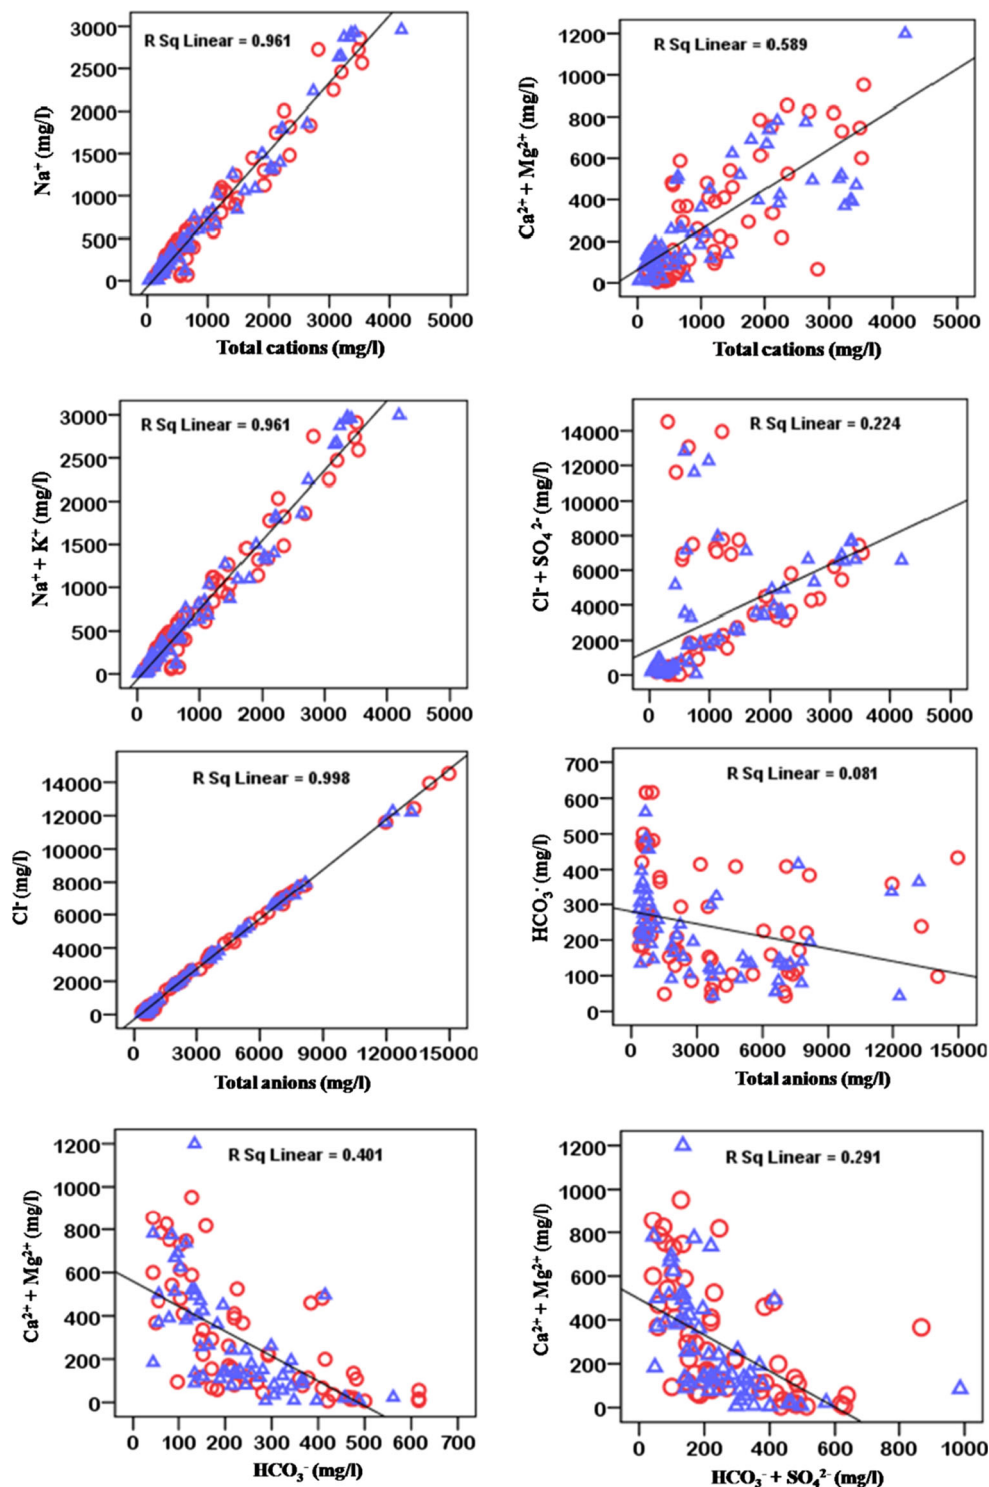 R Sq Linear = 0.961
Na⁺ (mg/l)
3000
2500
2000
1500
1000
500
0
0 1000 2000 3000 4000 5000
Total cations (mg/l)
R Sq Linear = 0.589
Ca²⁺ + Mg²⁺ (mg/l)
1200
1000
800
600
400
200
0
0 1000 2000 3000 4000 5000
Total cations (mg/l)
R Sq Linear = 0.961
Na⁺ + K⁺ (mg/l)
3000
2500
2000
1500
1000
500
0
0 1000 2000 3000 4000 5000
R Sq Linear = 0.224
Cl⁻ + SO₄ ²⁻ (mg/l)
14000
12000
10000
8000
6000
4000
2000
0
0 1000 2000 3000 4000 5000
R Sq Linear = 0.998
Cl⁻ (mg/l)
14000
12000
10000
8000
6000
4000
2000
0
0 3000 6000 9000 12000 15000
Total anions (mg/l)
R Sq Linear = 0.081
HCO₃⁻ (mg/l)
700
600
500
400
300
200
100
0
0 3000 6000 9000 12000 15000
Total anions (mg/l)
R Sq Linear = 0.401
Ca²⁺ + Mg²⁺ (mg/l)
1200
1000
800
600
400
200
0
0 100 200 300 400 500 600 700
HCO₃⁻ (mg/l)
R Sq Linear = 0.291
Ca²⁺ + Mg²⁺ (mg/l)
1200
1000
800
600
400
200
0
0 200 400 600 800 1000
HCO₃⁻ + SO₄²⁻ (mg/l)